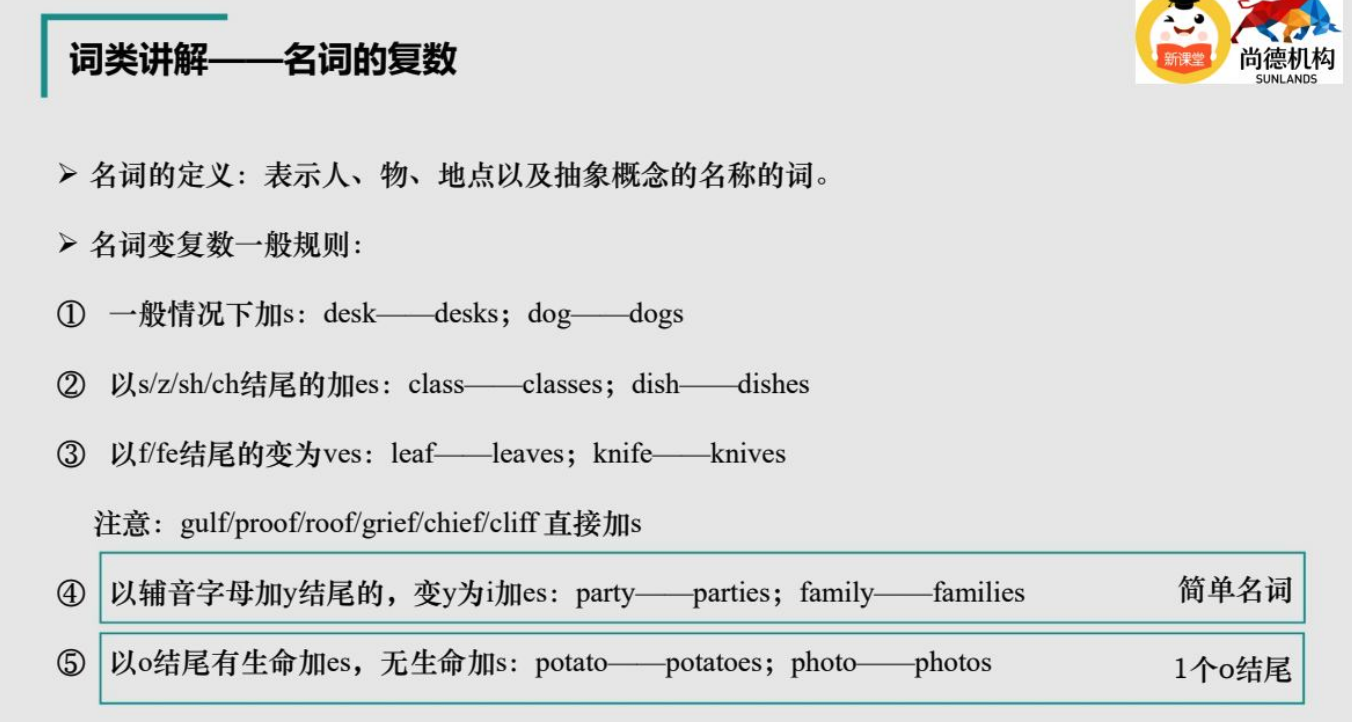 词类讲解——名词的复数
新课堂
尚德机构
SUNLANDS
➢ 名词的定义：表示人、物、地点以及抽象概念的名称的词。
➢ 名词变复数一般规则：
① 一般情况下加s：desk——desks；dog——dogs
② 以s/z/sh/ch结尾的加es：class——classes；dish——dishes
③ 以f/fe结尾的变为ves：leaf——leaves；knife——knives
注意：gulf/proof/roof/grief/chief/cliff 直接加s
④ 以辅音字母加y结尾的，变y为i加es：party——parties；family——families 简单名词
⑤ 以o结尾有生命加es，无生命加s：potato——potatoes；photo——photos 1个o结尾